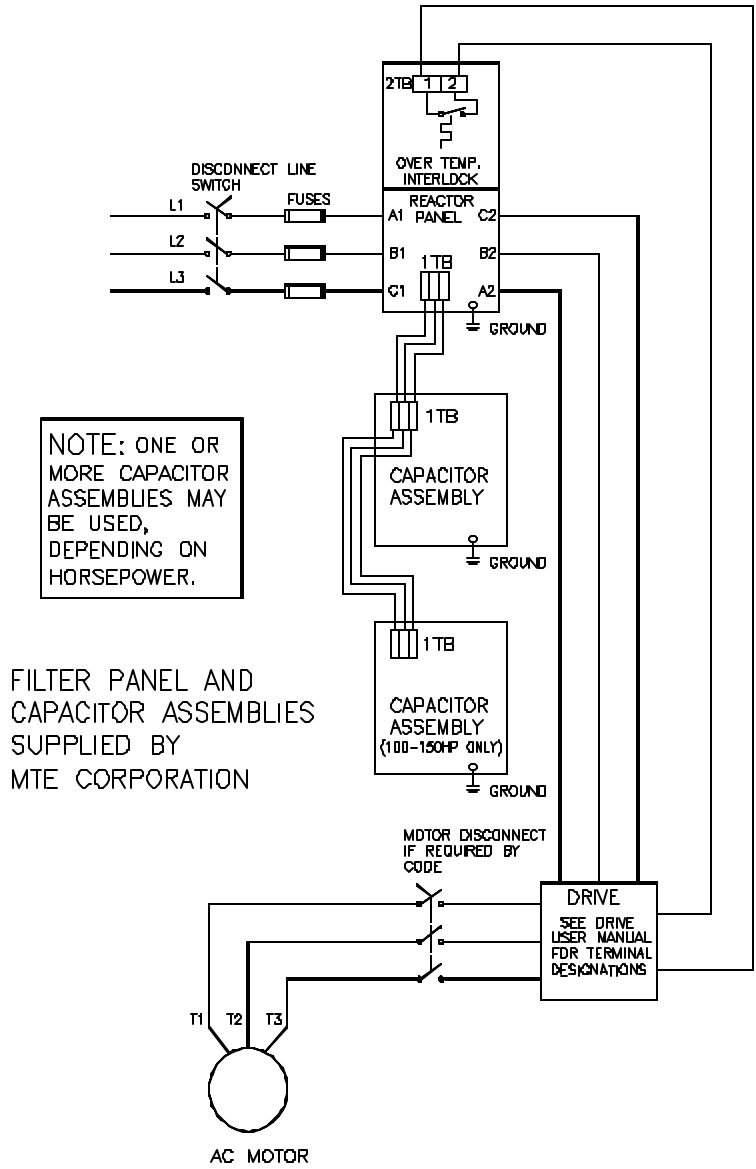 2TB 1 2
OVER TEMP.
INTERLOCK
DISCONNECT LINE
SWITCH
FUSES
REACTOR
PANEL
L1
A1
C2
L2
B1
B2
1TB
L3
C1
A2
GROUND
1TB
NOTE: ONE OR
MORE CAPACITOR
ASSEMBLIES MAY
BE USED,
DEPENDING ON
HORSEPOWER.
CAPACITOR
ASSEMBLY
GROUND
1TB
FILTER PANEL AND
CAPACITOR ASSEMBLIES
SUPPLIED BY
MTE CORPORATION
CAPACITOR
ASSEMBLY
(100-150HP ONLY)
GROUND
MOTOR DISCONNECT
IF REQUIRED BY
CODE
DRIVE
SEE DRIVE
USER MANUAL
FOR TERMINAL
DESIGNATIONS
T1 T2 T3
AC MOTOR